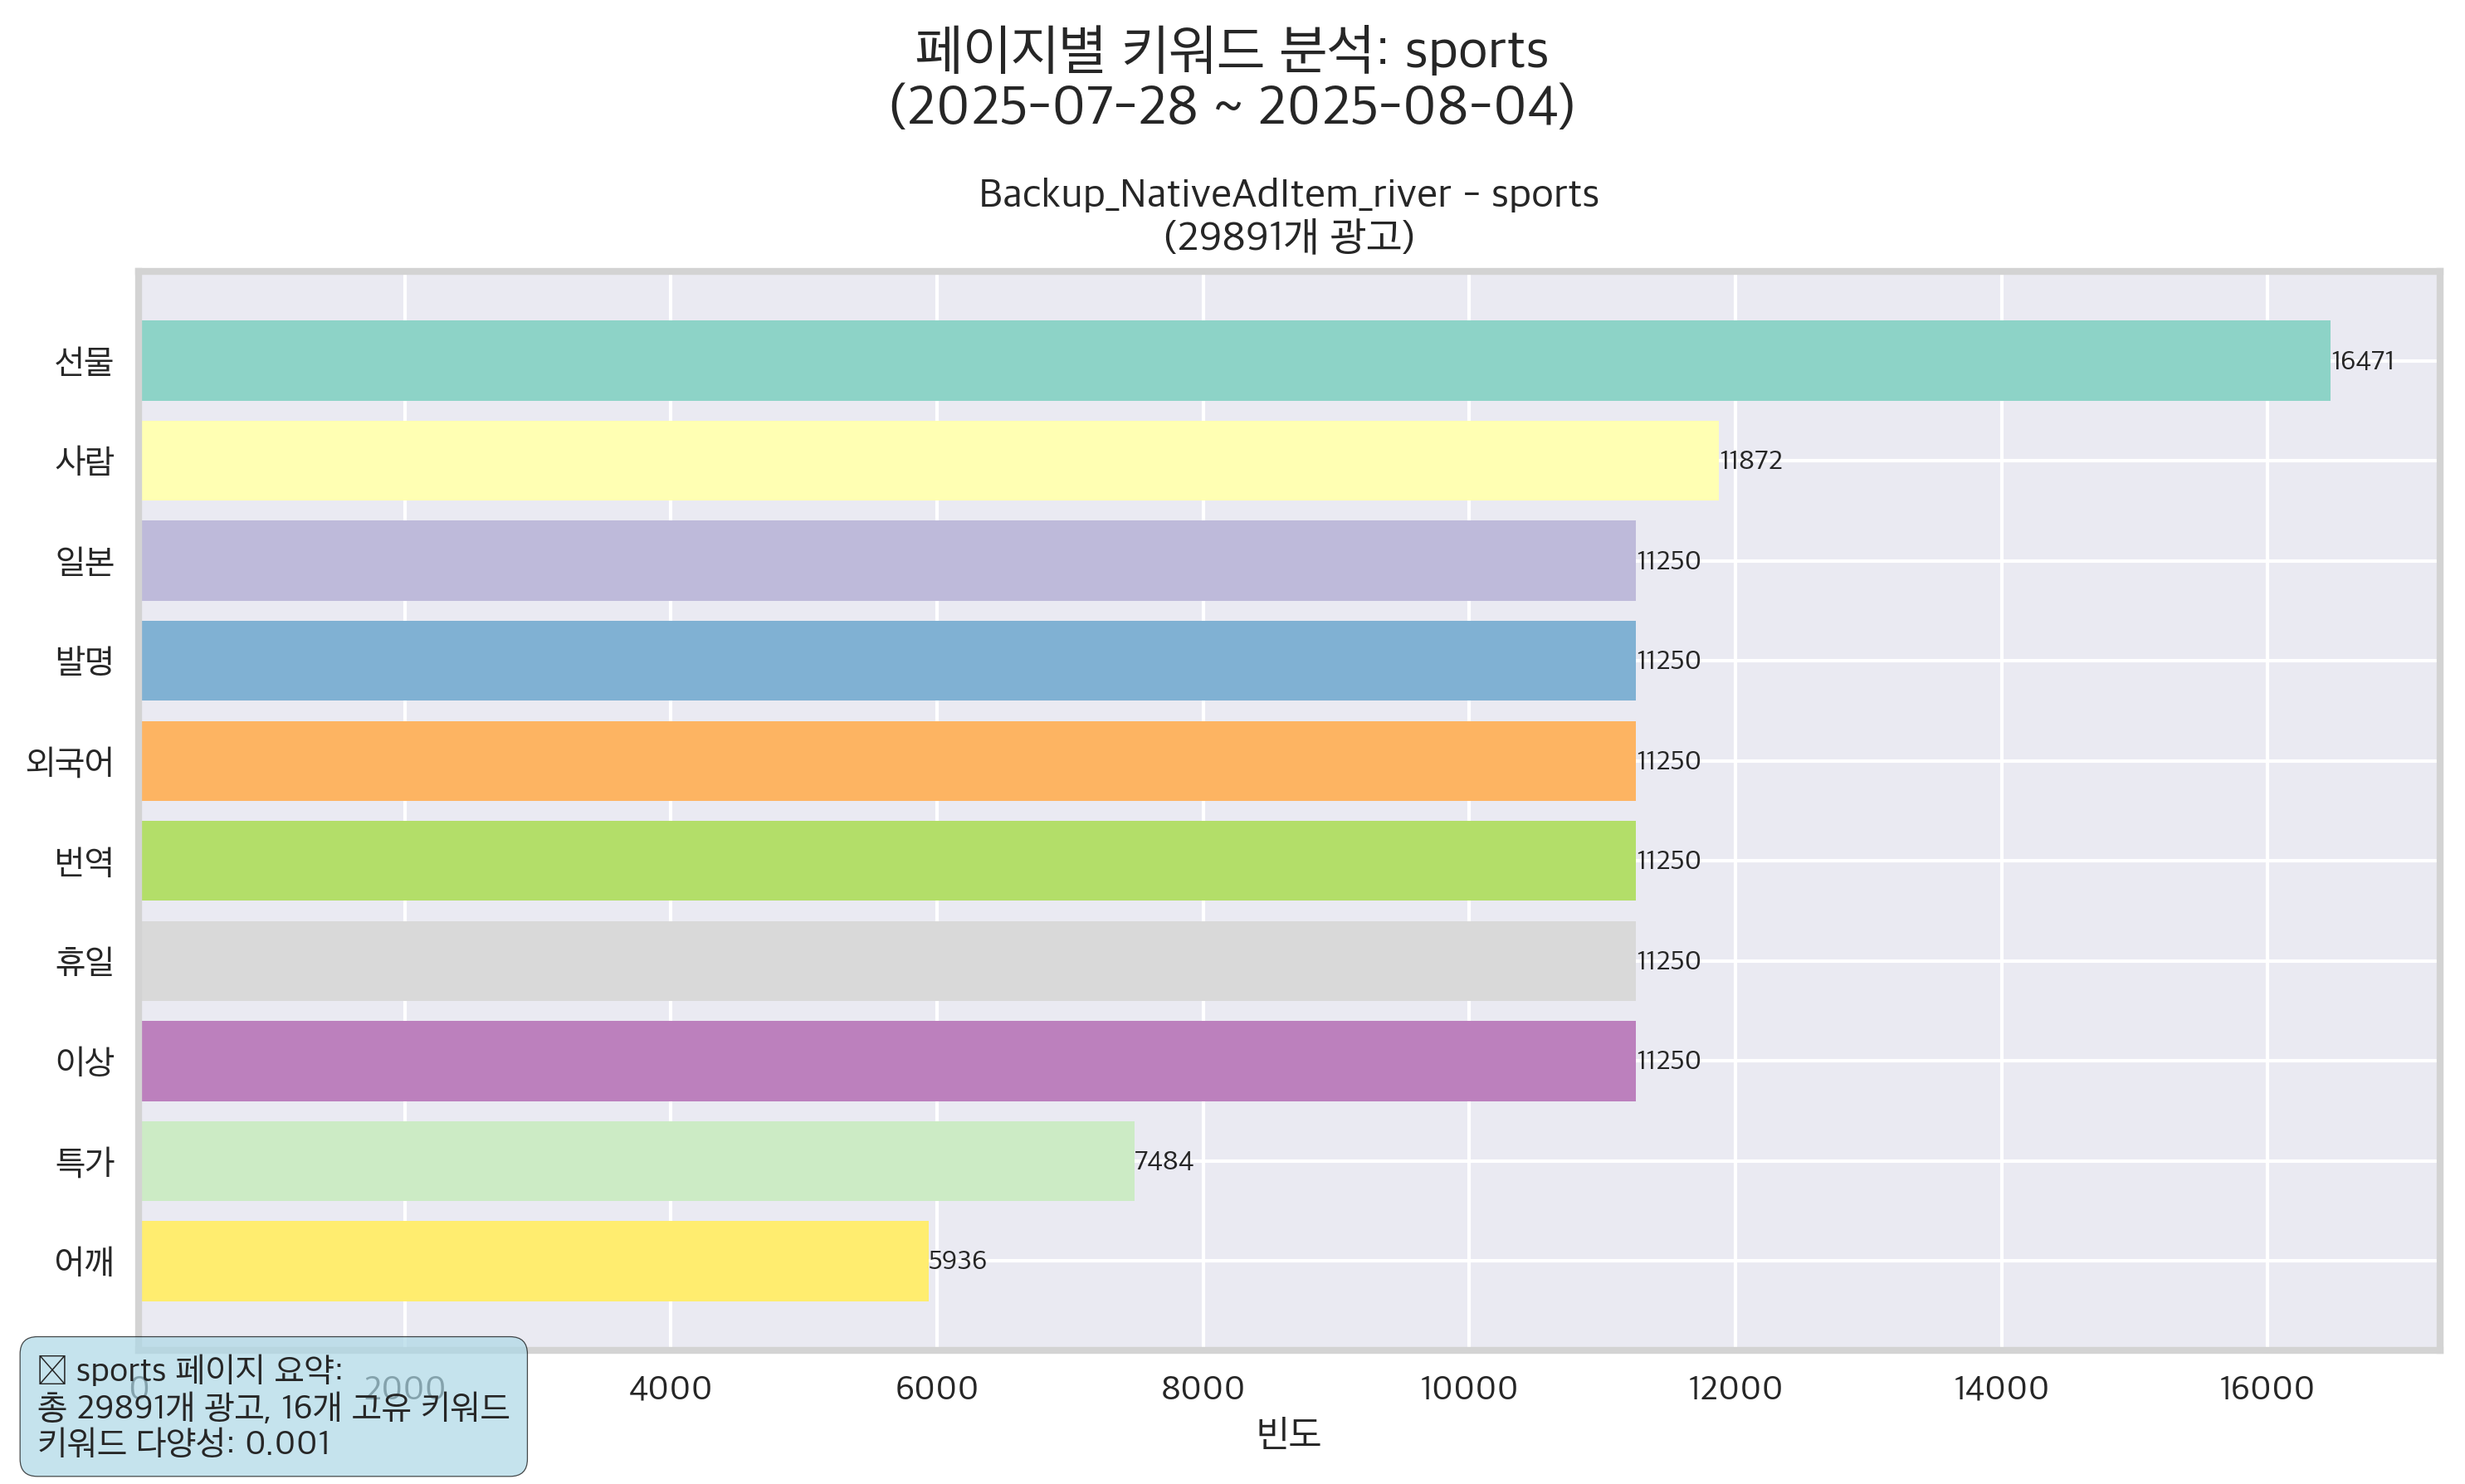 페이지별 키워드 분석: sports
(2025-07-28 ~ 2025-08-04)
Backup_NativeAdItem_river - sports
(29891개 광고)
선물 16471
사람 11872
일본 11250
발명 11250
외국어 11250
번역 11250
휴일 11250
이상 11250
특가 7484
어깨 5936
0 2000 4000 6000 8000 10000 12000 14000 16000
빈도
sports 페이지 요약:
총 29891개 광고, 16개 고유 키워드
키워드 다양성: 0.001